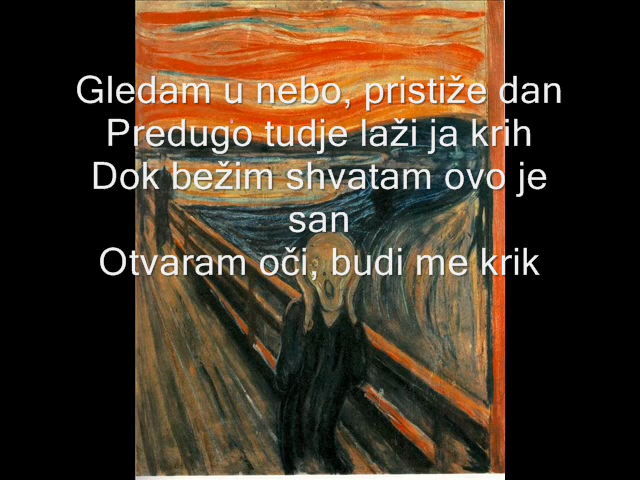 Gledam u nebo, pristiže dan
Predugo tudje laži ja krih
Dok bežim shvatam ovo je
san
Otvaram oči, budi me krik